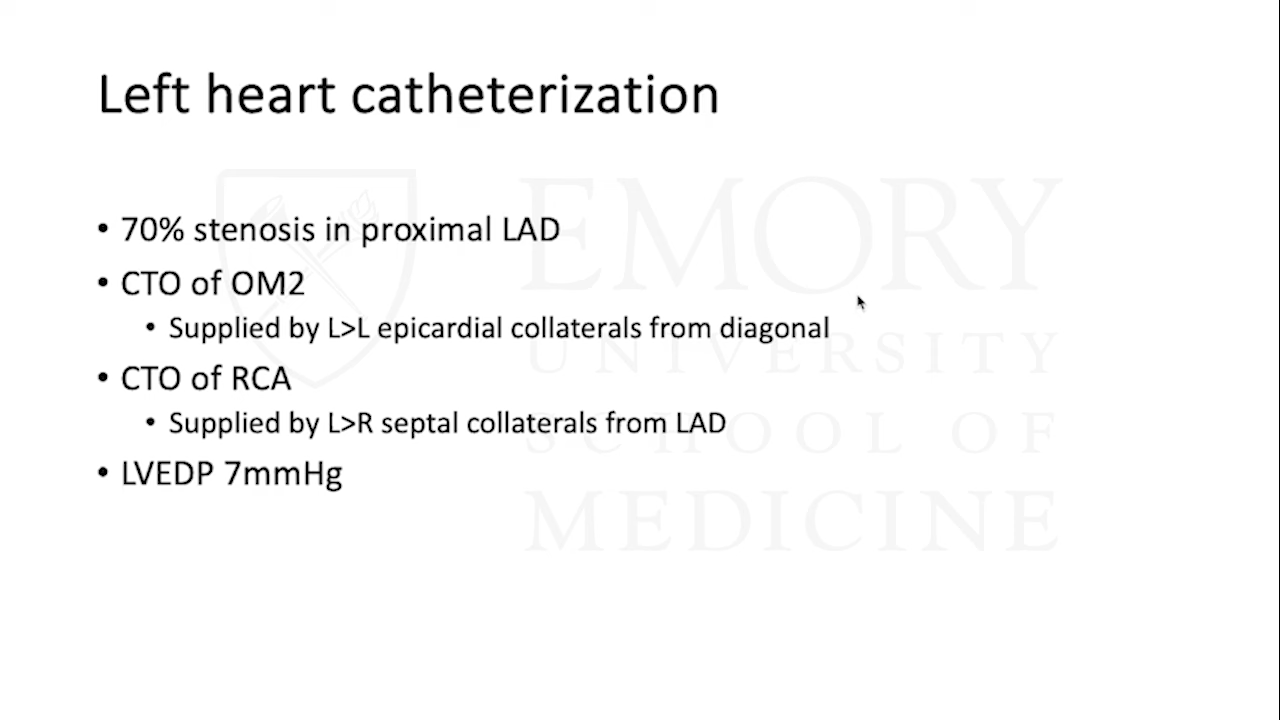 Left heart catheterization
• 70% stenosis in proximal LAD
• CTO of OM2
• Supplied by L>L epicardial collaterals from diagonal
• CTO of RCA
• Supplied by L>R septal collaterals from LAD
• LVEDP 7mmHg
EMORY
UNIVERSITY
SCHOOL OF
MEDICINE